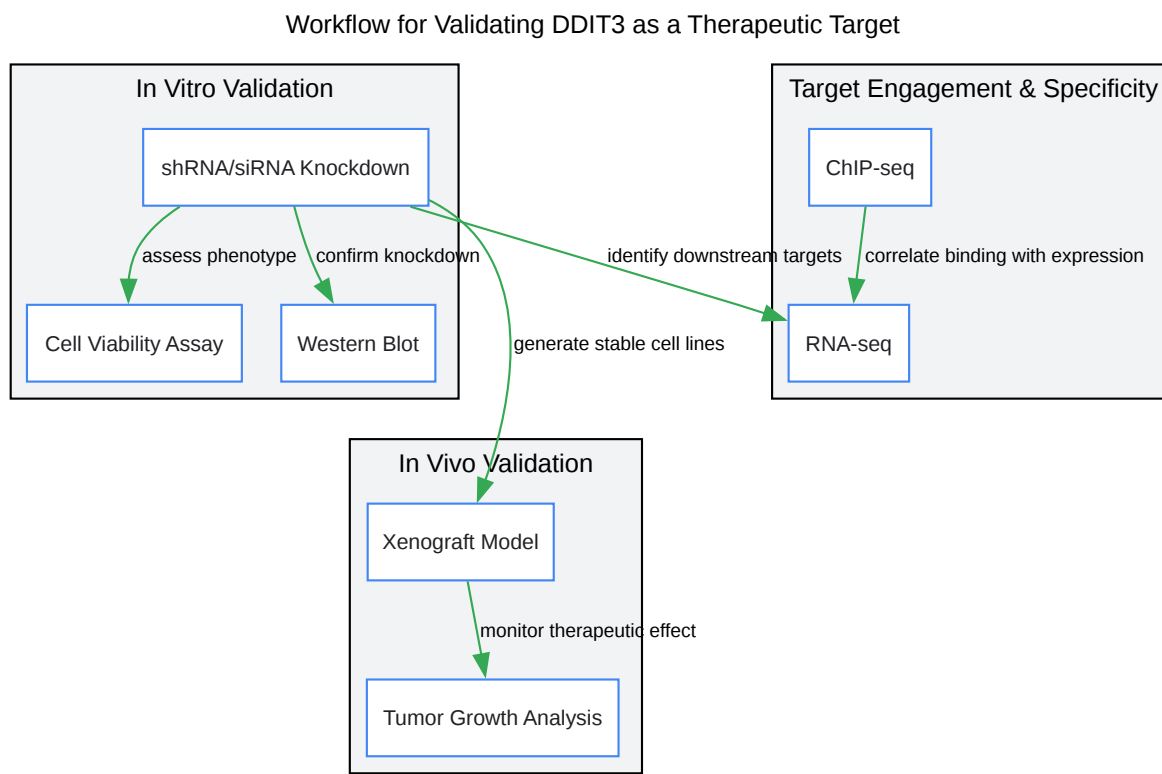 Workflow for Validating DDIT3 as a Therapeutic Target
In Vitro Validation
Target Engagement & Specificity
shRNA/siRNA Knockdown
ChIP-seq
assess phenotype
confirm knockdown
identify downstream targets
correlate binding with expression
Cell Viability Assay
Western Blot
generate stable cell lines
RNA-seq
In Vivo Validation
Xenograft Model
monitor therapeutic effect
Tumor Growth Analysis